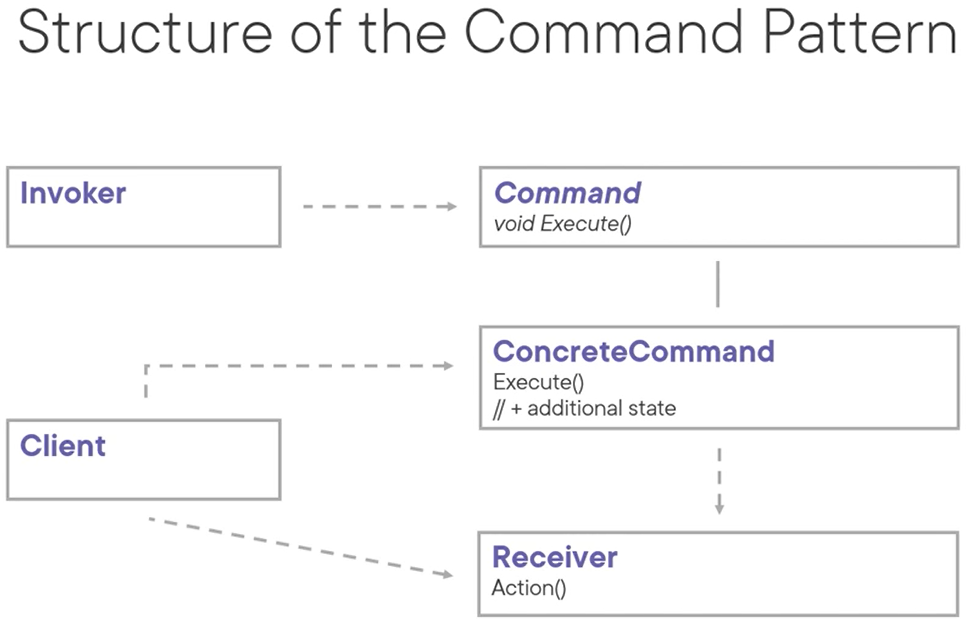 Structure of the Command Pattern
Invoker
Command
void Execute()
ConcreteCommand
Execute()
// + additional state
Client
Receiver
Action()